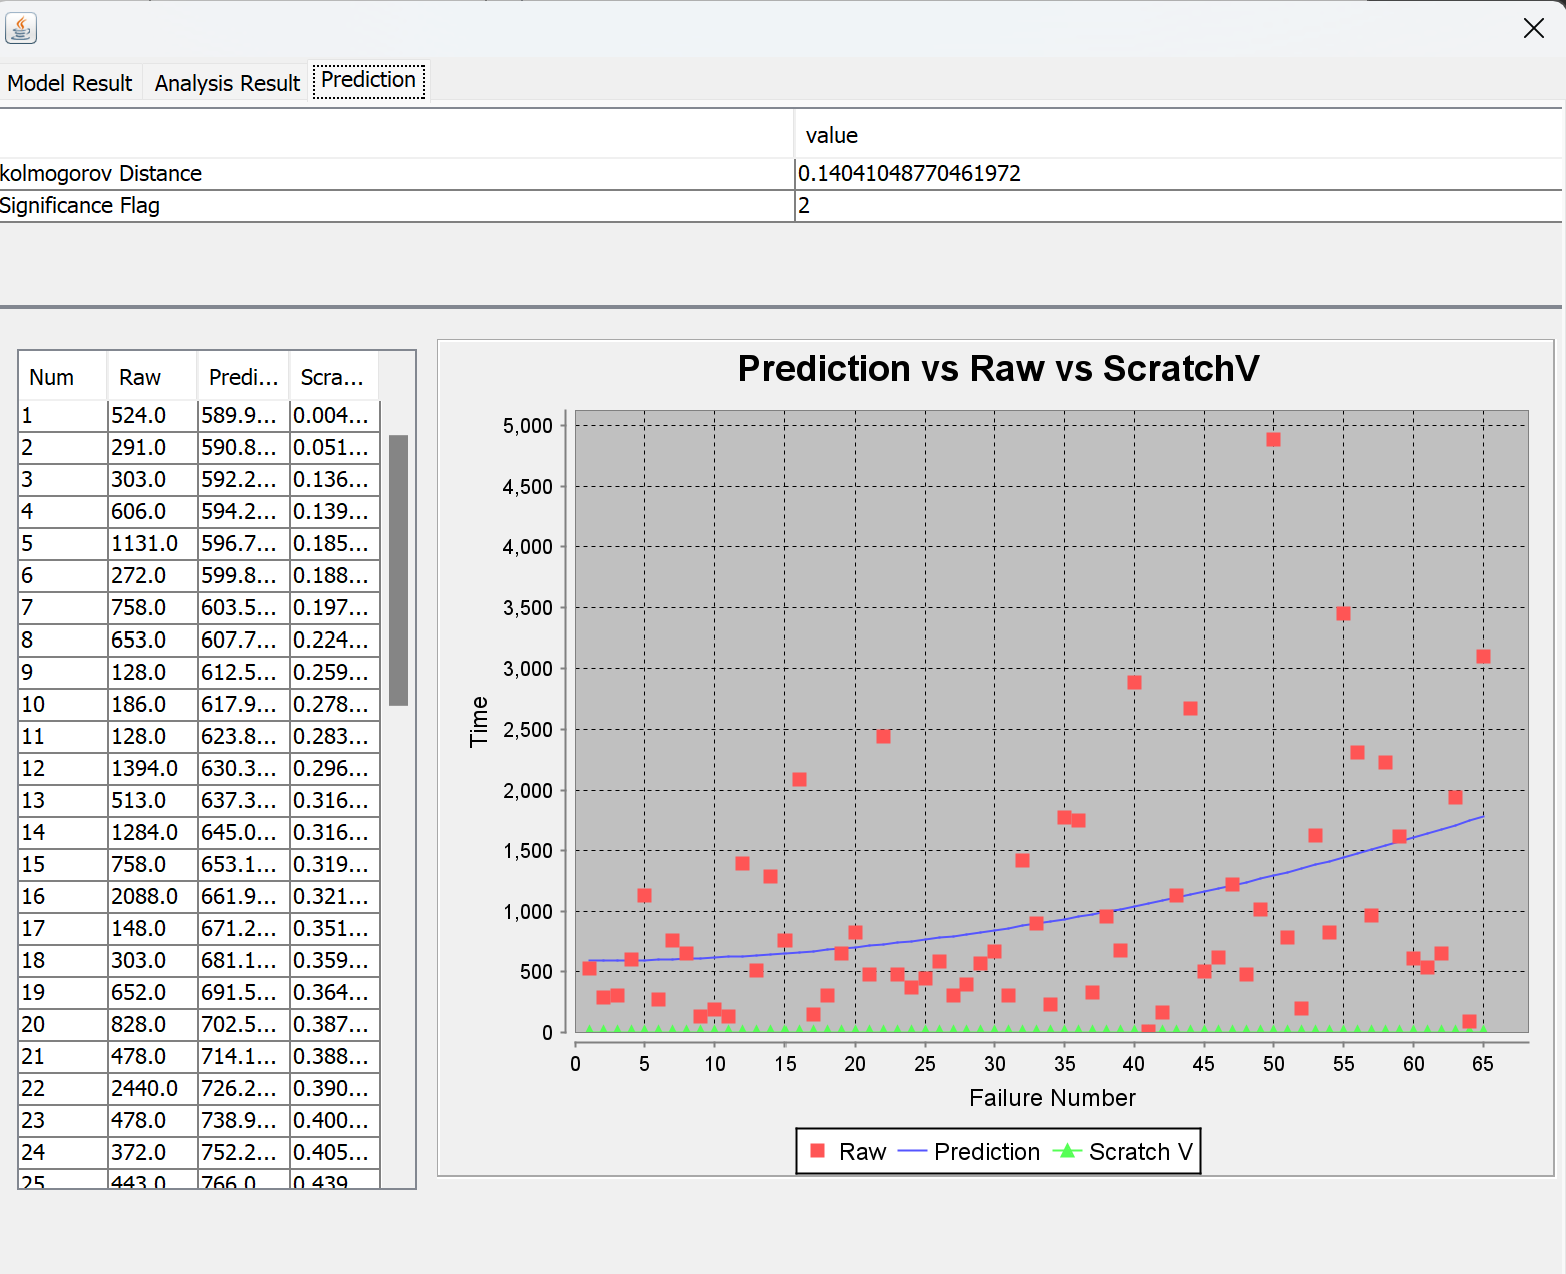 Model Result Analysis Result Prediction
value
kolmogorov Distance 0.14041048770461972
Significance Flag 2
Num Raw Predi... Scra...
1 524.0 589.9... 0.004...
2 291.0 590.8... 0.051...
3 303.0 592.2... 0.136...
4 606.0 594.2... 0.139...
5 1131.0 596.7... 0.185...
6 272.0 599.8... 0.188...
7 758.0 603.5... 0.197...
8 653.0 607.7... 0.224...
9 128.0 612.5... 0.259...
10 186.0 617.9... 0.278...
11 128.0 623.8... 0.283...
12 1394.0 630.3... 0.296...
13 513.0 637.3... 0.316...
14 1284.0 645.0... 0.316...
15 758.0 653.1... 0.319...
16 2088.0 661.9... 0.321...
17 148.0 671.2... 0.351...
18 303.0 681.1... 0.359...
19 652.0 691.5... 0.364...
20 828.0 702.5... 0.387...
21 478.0 714.1... 0.388...
22 2440.0 726.2... 0.390...
23 478.0 738.9... 0.400...
24 372.0 752.2... 0.405...
25 443.0 766.0 0.439
Prediction vs Raw vs ScratchV
5,000
4,500
4,000
3,500
3,000
2,500
2,000
1,500
1,000
500
0
Time
0 5 10 15 20 25 30 35 40 45 50 55 60 65
Failure Number
Raw Prediction Scratch V